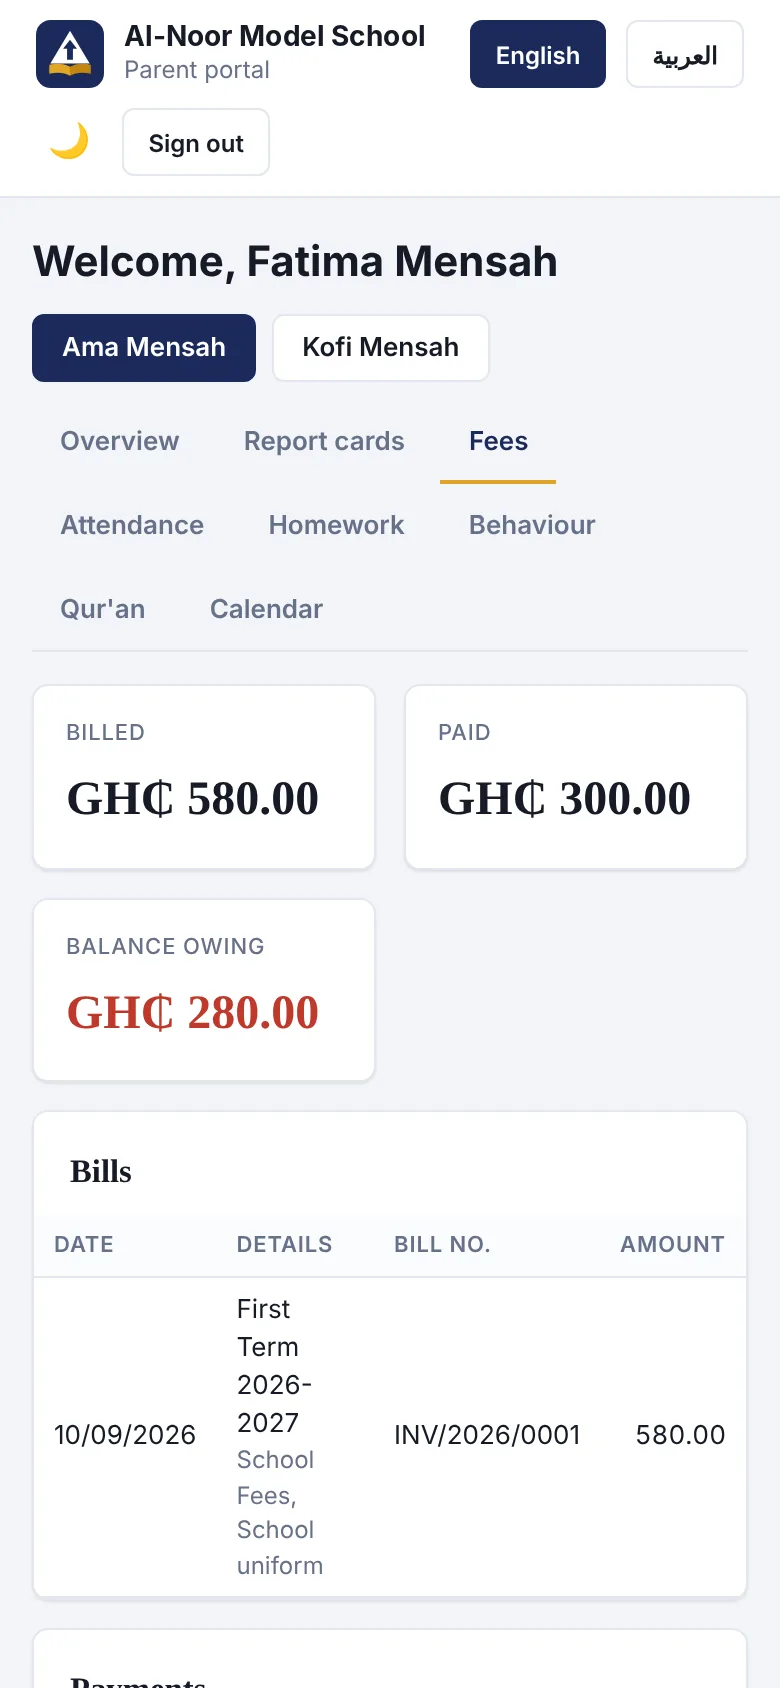 Al-Noor Model School
Parent portal
English
العربية
Sign out
Welcome, Fatima Mensah
Ama Mensah
Kofi Mensah
Overview
Report cards
Fees
Attendance
Homework
Behaviour
Qur'an
Calendar
BILLED
GH₵ 580.00
PAID
GH₵ 300.00
BALANCE OWING
GH₵ 280.00
Bills
DATE DETAILS BILL NO. AMOUNT
First
Term
2026-
2027
10/09/2026 INV/2026/0001 580.00
School
Fees,
School
uniform
Payments